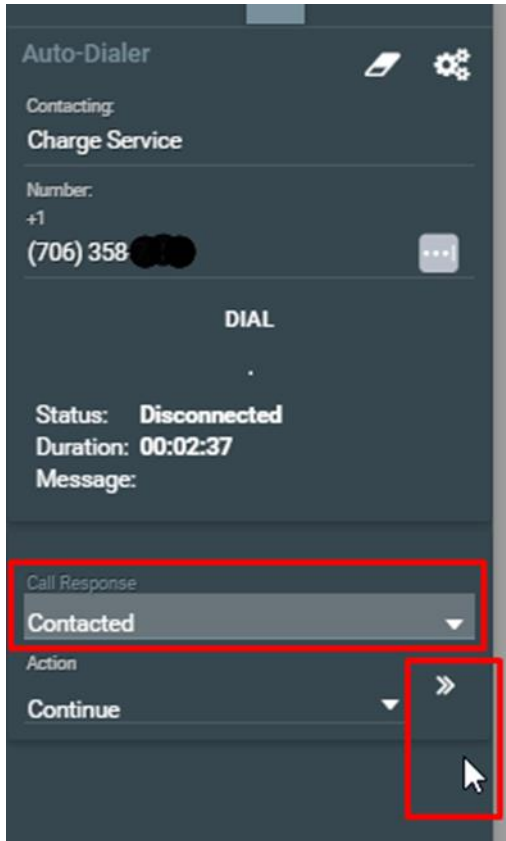 Auto-Dialer
Contacting:
Charge Service
Number:
+1
(706) 358-
DIAL
.
Status: Disconnected
Duration: 00:02:37
Message:
Call Response
Contacted
Action
Continue